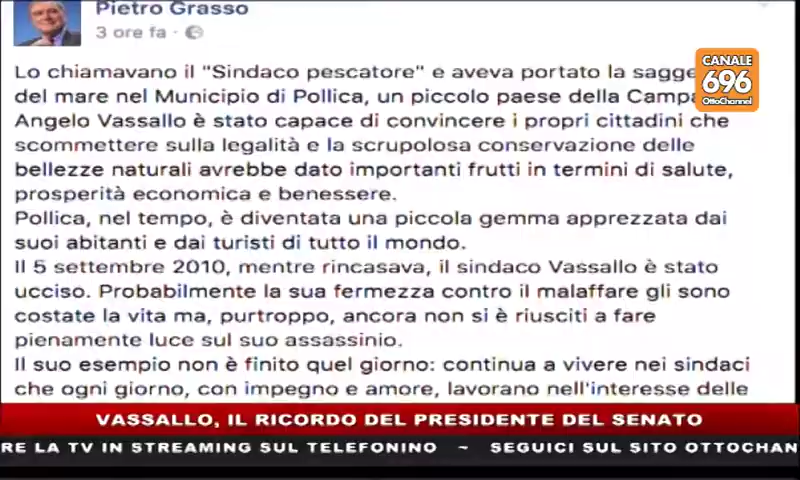 Pietro Grasso
3 ore fa ·
CANALE
696
OttoChannel
Lo chiamavano il "Sindaco pescatore" e aveva portato la
del mare nel Municipio di Pollica, un piccolo paese della
Angelo Vassallo è stato capace di convincere i propri cittadini che
scommettere sulla legalità e la scrupolosa conservazione delle
bellezze naturali avrebbe dato importanti frutti in termini di salute,
prosperità economica e benessere.
Pollica, nel tempo, è diventata una piccola gemma apprezzata dai
suoi abitanti e dai turisti di tutto il mondo.
Il 5 settembre 2010, mentre rincasava, il sindaco Vassallo è stato
ucciso. Probabilmente la sua fermezza contro il malaffare gli sono
costate la vita ma, purtroppo, ancora non si è riusciti a fare
pienamente luce sul suo assassinio.
Il suo esempio non è finito quel giorno: continua a vivere nei sindaci
che ogni giorno, con impegno e amore, lavorano nell'interesse delle
VASSALLO, IL RICORDO DEL PRESIDENTE DEL SENATO
RE LA TV IN STREAMING SUL TELEFONINO ~ SEGUICI SUL SITO OTTOCHAN